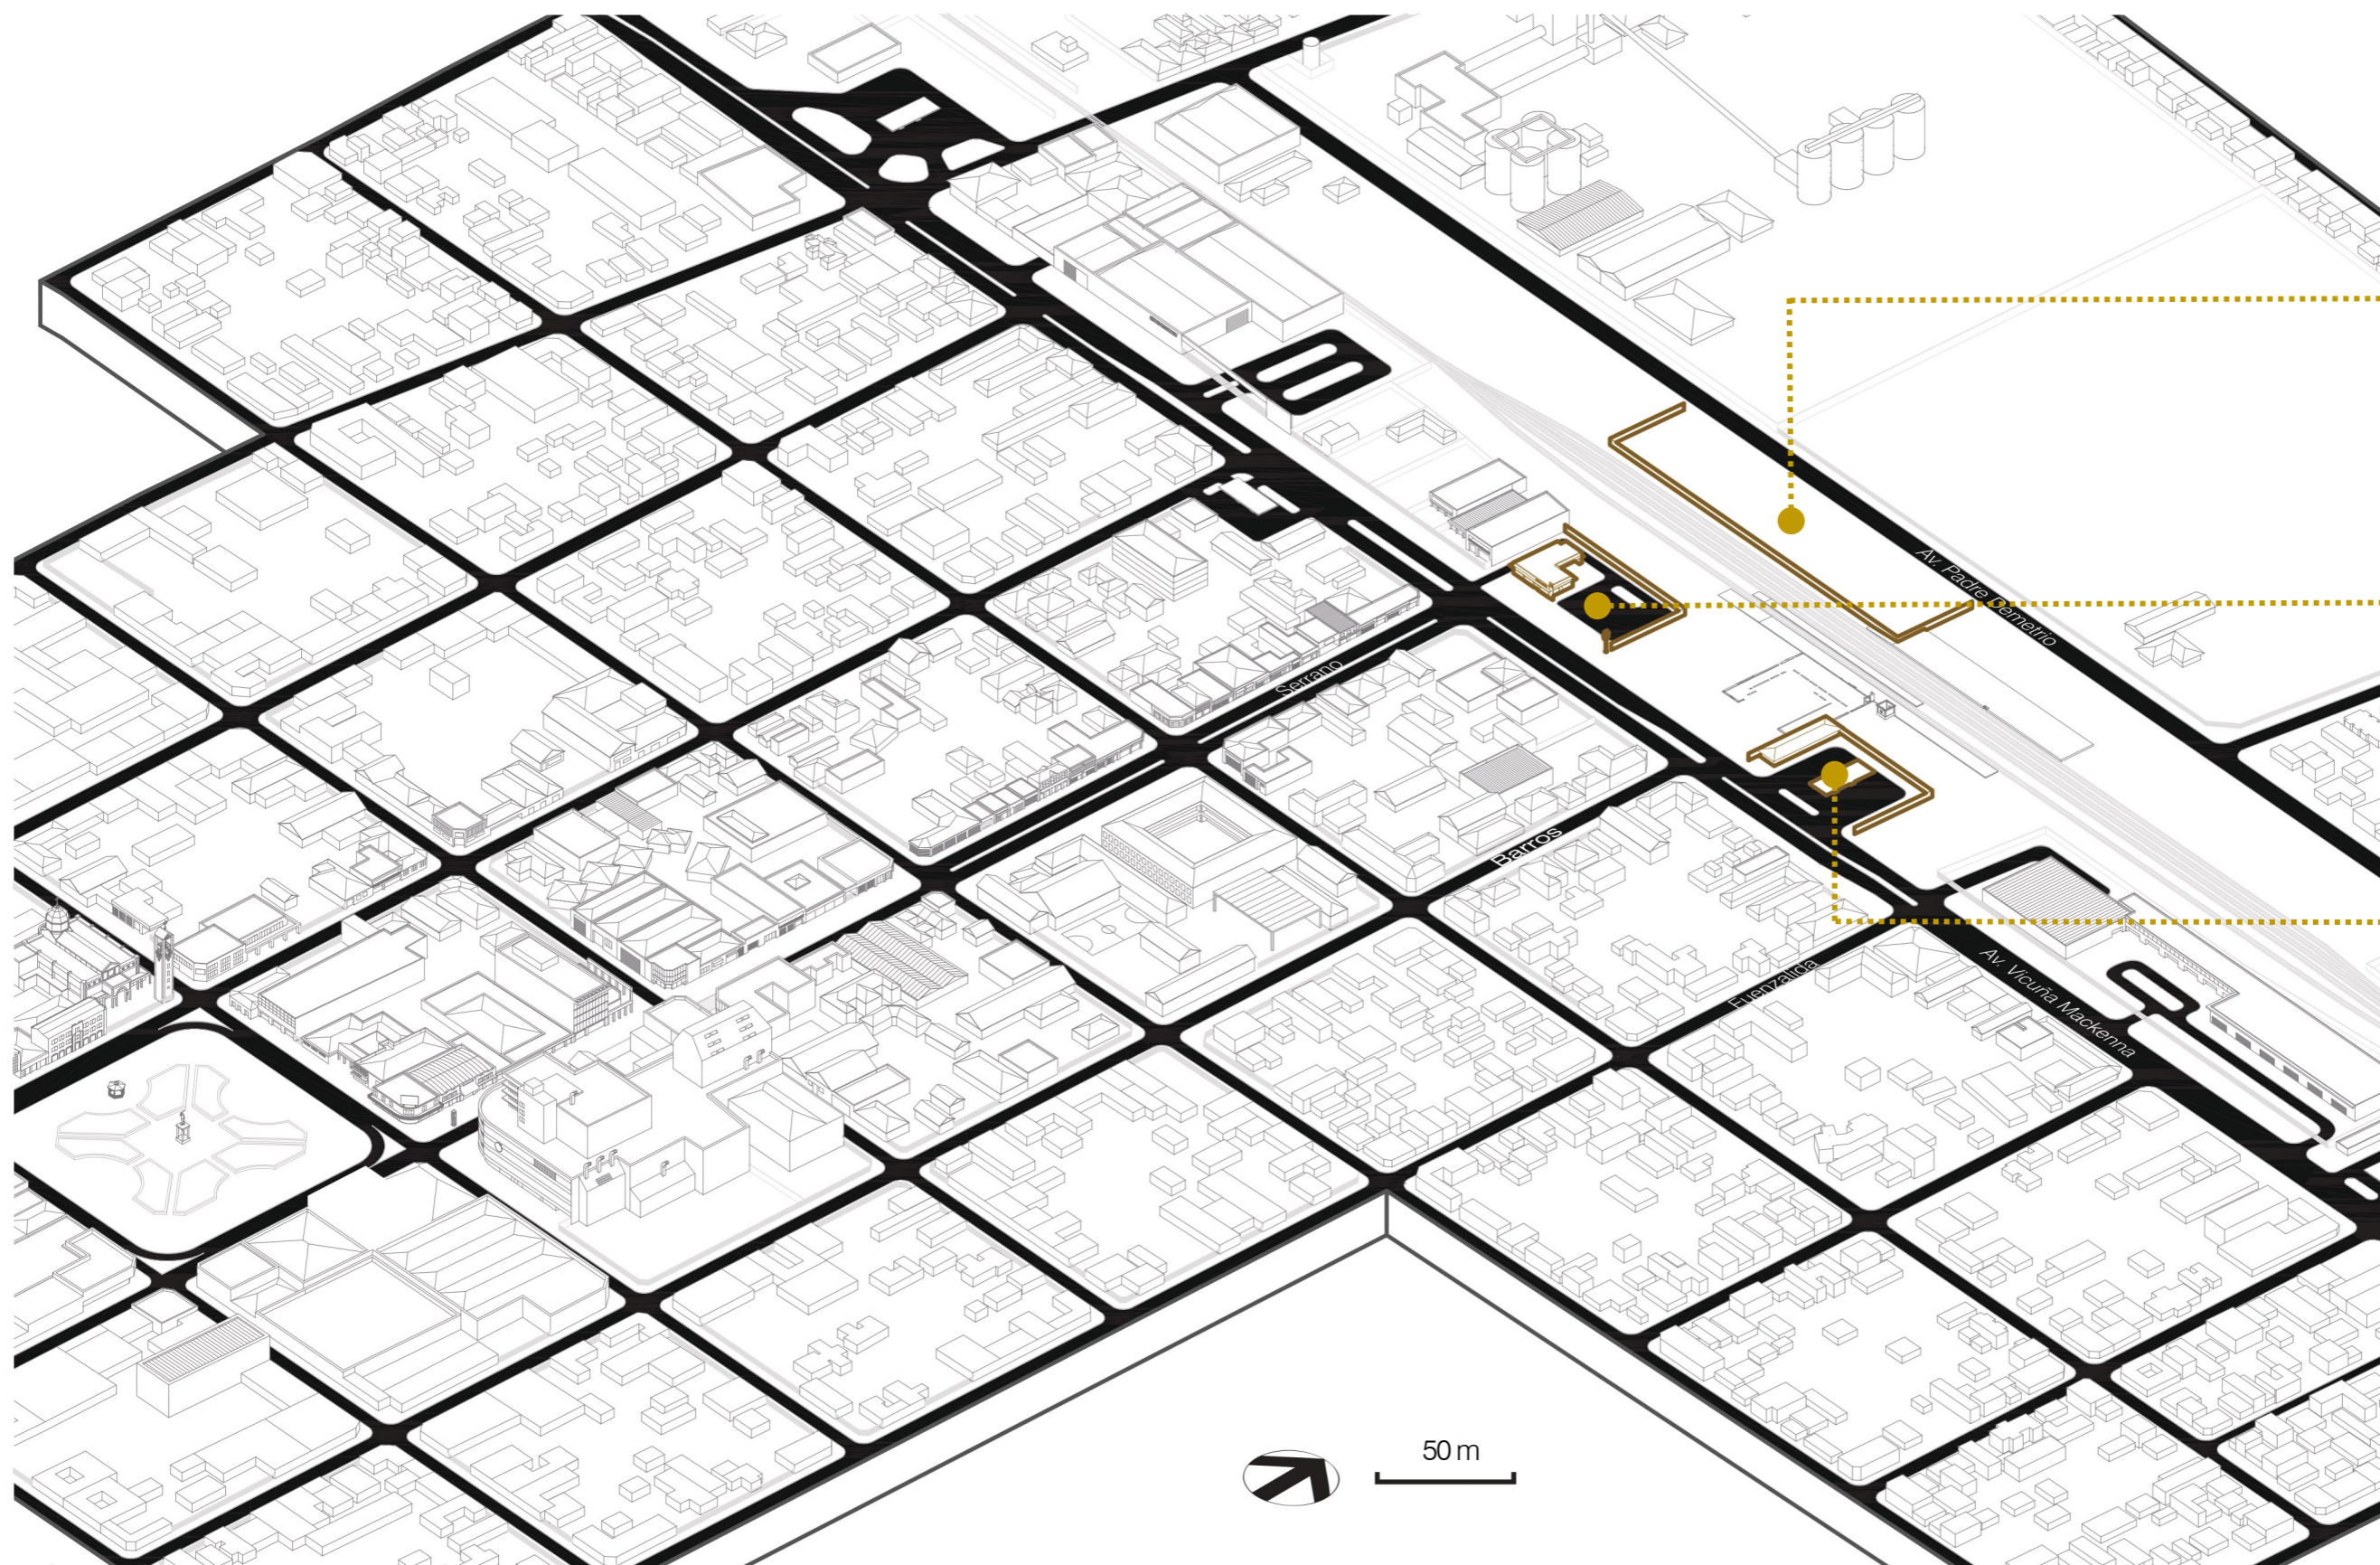 Av. Padre Demetrio
Serrano
Barros
Fuenzalida
Av. Vicuña Mackenna
50 m